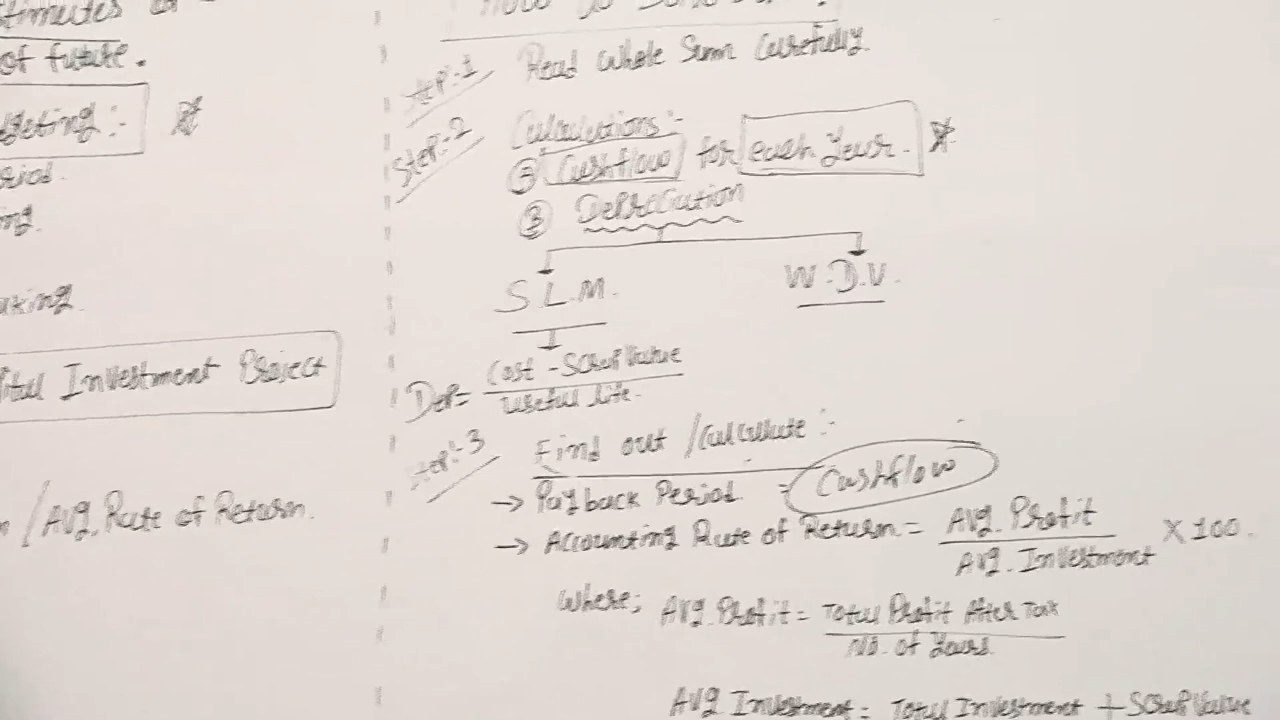 of future.
Read Whole Sum Carefully.
Step:-1
Step:-2
Calculations:-
① Cashflow for each year.
② Depreciation
S.L.M.
W.D.V.
Dep = Cost - Scrap Value
Useful life.
Step:-3
Find out / Calculate :-
→ Payback Period = Cashflow
→ Accounting Rate of Return = Avg. Profit × 100.
Avg. Investment
Where; Avg. Profit = Total Profit After Tax
No. of Years.
Avg Investment = Total Investment + Scrap Value
Investment Project
/ Avg. Rate of Return.